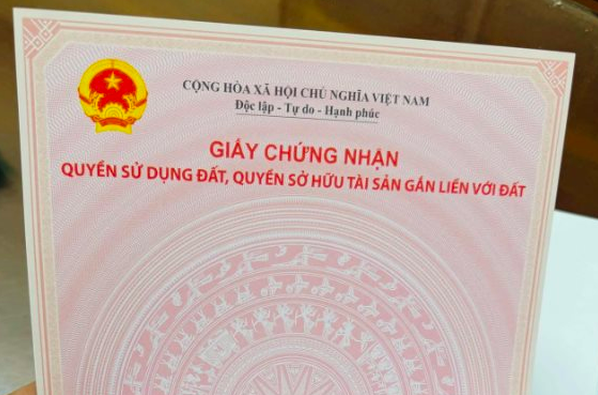 CỘNG HÒA XÃ HỘI CHỦ NGHĨA VIỆT NAM
Độc lập - Tự do - Hạnh phúc
GIẤY CHỨNG NHẬN
QUYỀN SỬ DỤNG ĐẤT, QUYỀN SỞ HỮU TÀI SẢN GẮN LIỀN VỚI ĐẤT